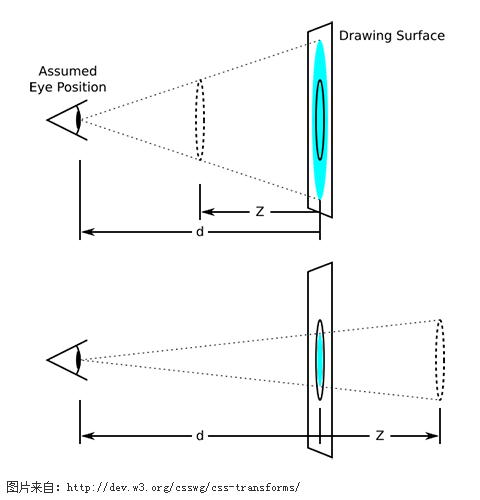 Drawing Surface
Assumed
Eye Position
Z
d
d
Z
图片来自：http://dev.w3.org/csswg/css-transforms/